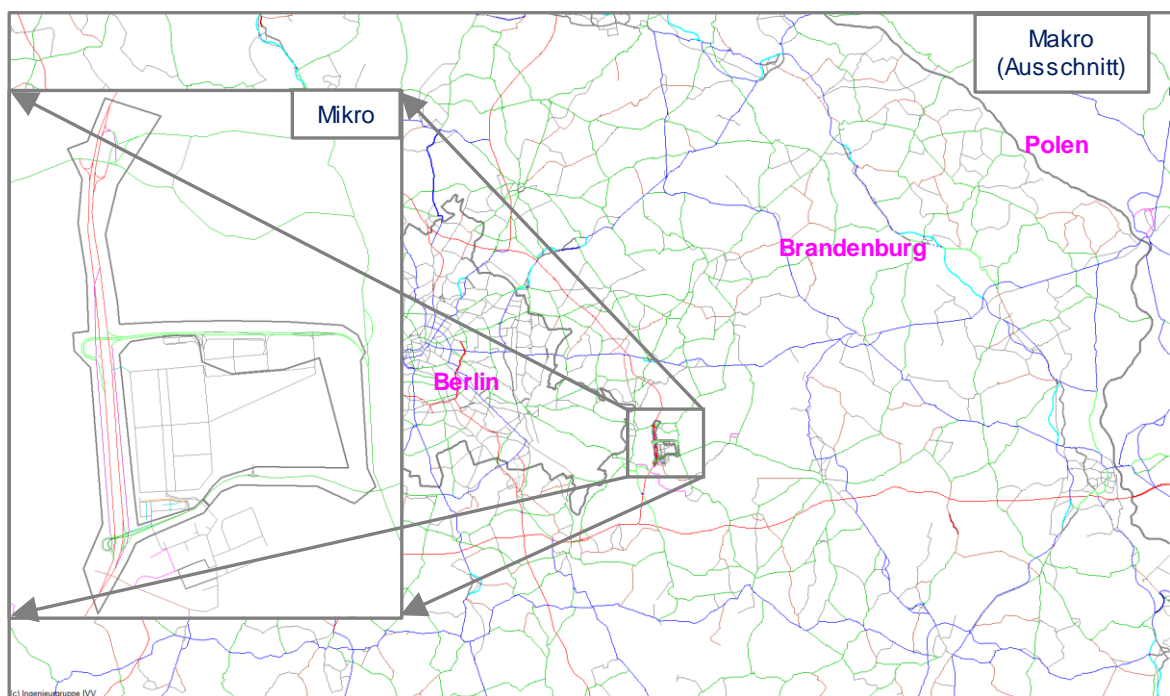 Makro
(Ausschnitt)
Mikro
Polen
Brandenburg
Berlin
(c) Ingenieurgruppe IVV